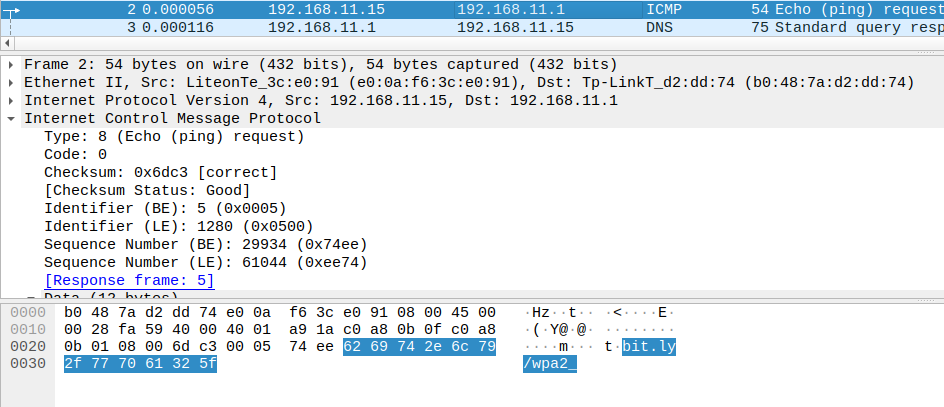 2 0.000056 192.168.11.15 192.168.11.1 ICMP 54 Echo (ping) request
3 0.000116 192.168.11.1 192.168.11.15 DNS 75 Standard query resp
Frame 2: 54 bytes on wire (432 bits), 54 bytes captured (432 bits)
Ethernet II, Src: LiteonTe_3c:e0:91 (e0:0a:f6:3c:e0:91), Dst: Tp-LinkT_d2:dd:74 (b0:48:7a:d2:dd:74)
Internet Protocol Version 4, Src: 192.168.11.15, Dst: 192.168.11.1
Internet Control Message Protocol
Type: 8 (Echo (ping) request)
Code: 0
Checksum: 0x6dc3 [correct]
[Checksum Status: Good]
Identifier (BE): 5 (0x0005)
Identifier (LE): 1280 (0x0500)
Sequence Number (BE): 29934 (0x74ee)
Sequence Number (LE): 61044 (0xee74)
[Response frame: 5]
Data (12 bytes)
0000 b0 48 7a d2 dd 74 e0 0a f6 3c e0 91 08 00 45 00 ·Hz··t·· ·<····E·
0010 00 28 fa 59 40 00 40 01 a9 1a c0 a8 0b 0f c0 a8 ·(·Y@·@· ········
0020 0b 01 08 00 6d c3 00 05 74 ee 62 69 74 2e 6c 79 ····m··· t·bit.ly
0030 2f 77 70 61 32 5f /wpa2_